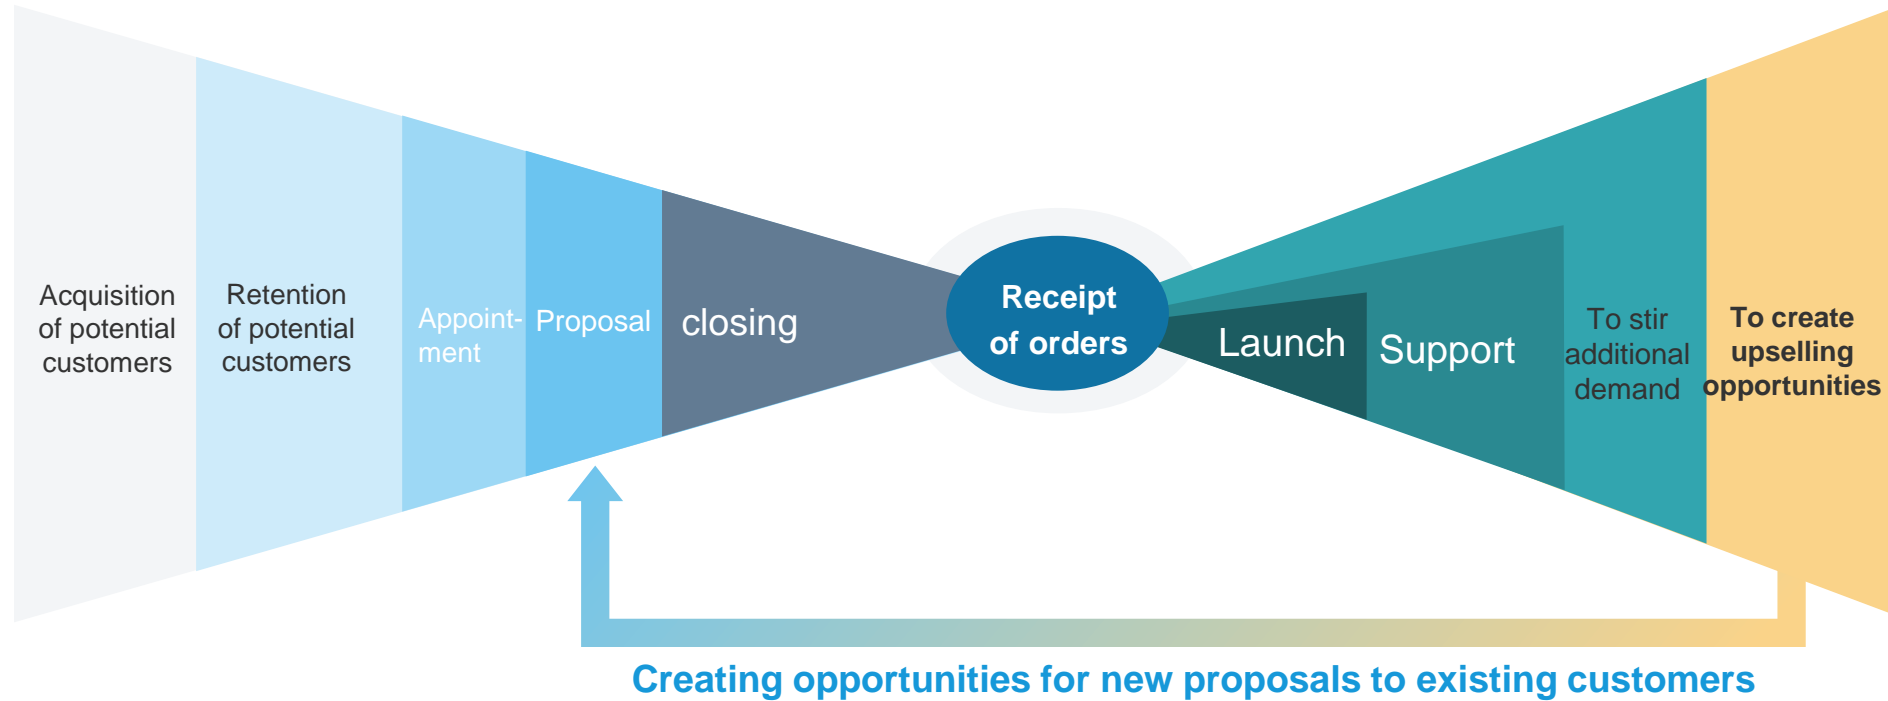 Acquisition
of potential
customers
Retention
of potential
customers
Appoint-
ment
Proposal
closing
Receipt
of orders
Launch
Support
To stir
additional
demand
To create
upselling
opportunities
Creating opportunities for new proposals to existing customers